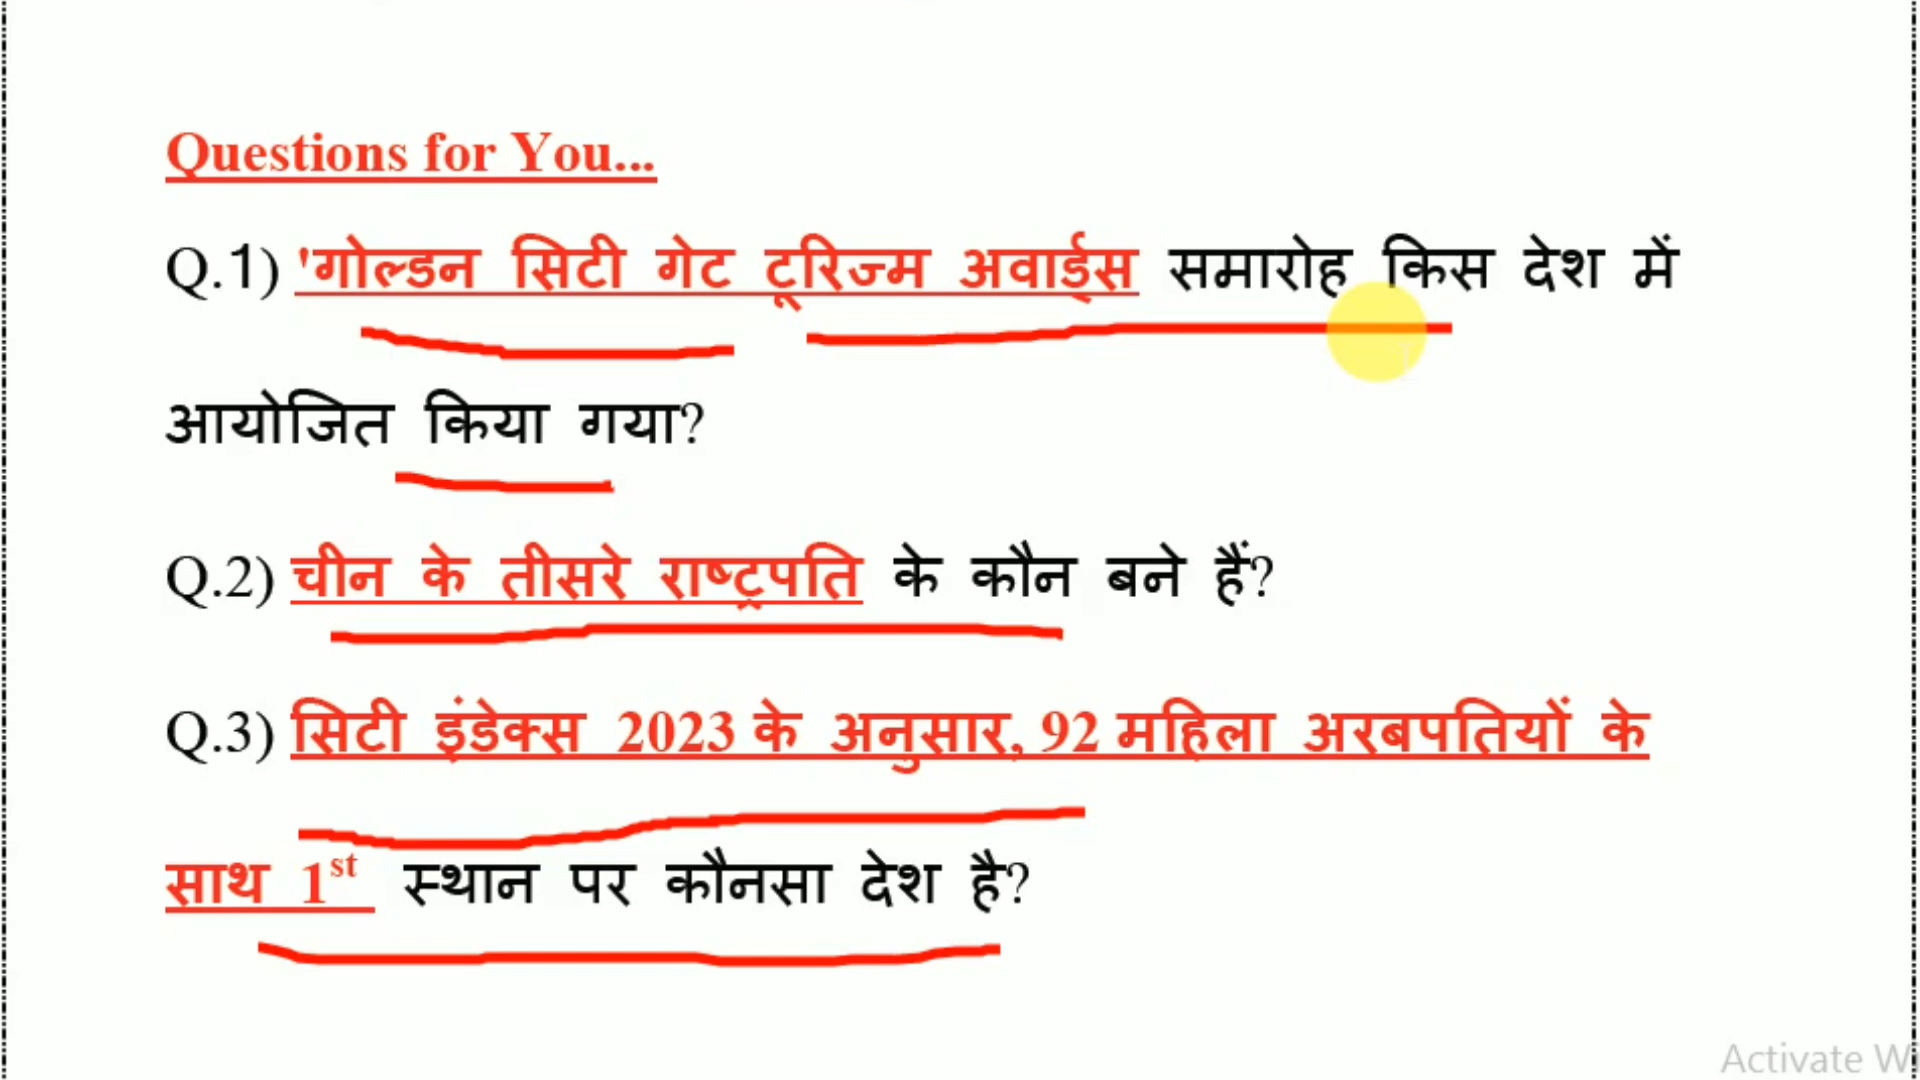 Questions for You...
Q.1) 'गोल्डन सिटी गेट टूरिज्म अवार्ड्स समारोह किस देश में
आयोजित किया गया?
Q.2) चीन के तीसरे राष्ट्रपति के कौन बने हैं?
Q.3) सिटी इंडेक्स 2023 के अनुसार, 92 महिला अरबपतियों के
साथ 1st स्थान पर कौनसा देश है?
Activate